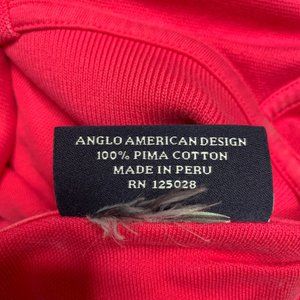 ANGLO AMERICAN DESIGN
100% PIMA COTTON
MADE IN PERU
RN 125028